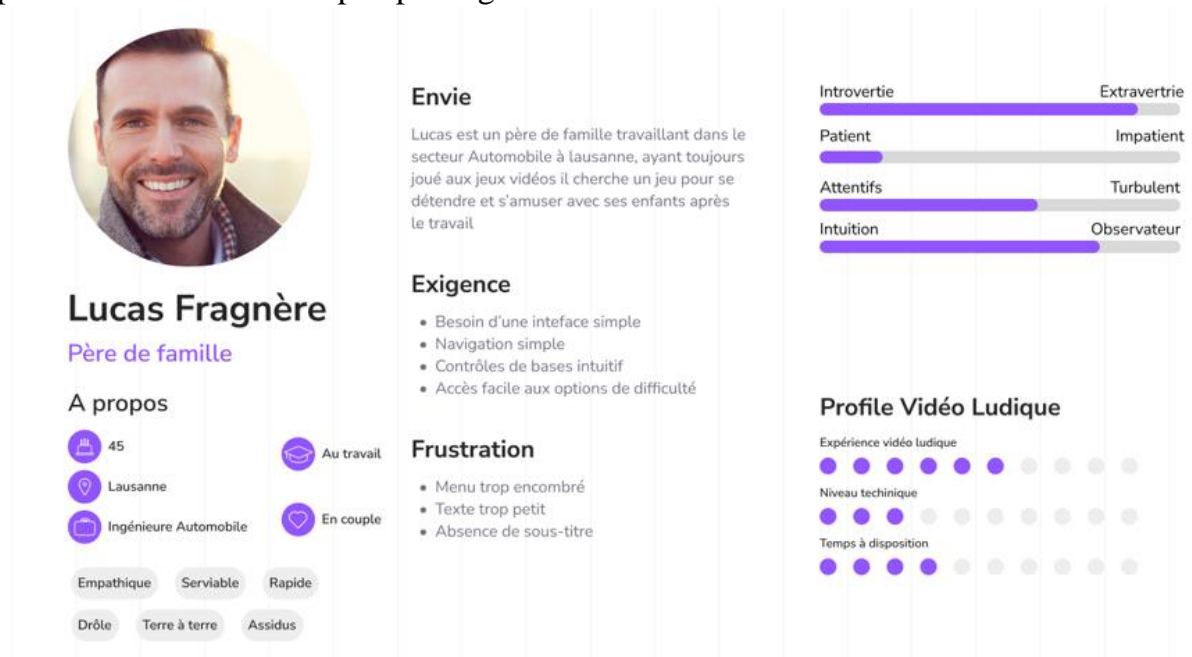 Lucas Fragnère
Père de famille
A propos
45
Lausanne
Ingénieure Automobile
Au travail
En couple
Empathique Serviable Rapide
Drôle Terre à terre Assidus
Envie
Lucas est un père de famille travaillant dans le
secteur Automobile à lausanne, ayant toujours
joué aux jeux vidéos il cherche un jeu pour se
détendre et s’amuser avec ses enfants après
le travail
Exigence
• Besoin d’une inteface simple
• Navigation simple
• Contrôles de bases intuitif
• Accès facile aux options de difficulté
Frustration
• Menu trop encombré
• Texte trop petit
• Absence de sous-titre
Introvertie Extravertrie
Patient Impatient
Attentifs Turbulent
Intuition Observateur
Profile Vidéo Ludique
Expérience vidéo ludique
Niveau techinique
Temps à disposition